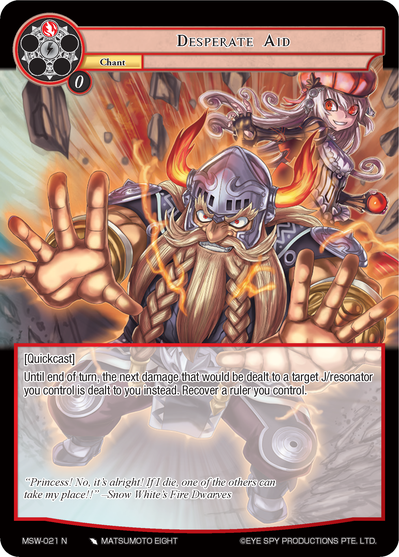 DESPERATE AID
Chant
0
[Quickcast]
Until end of turn, the next damage that would be dealt to a target J/resonator
you control is dealt to you instead. Recover a ruler you control.
“Princess! No, it’s alright! If I die, one of the others can
take my place!!” –Snow White’s Fire Dwarves
MSW-021 N MATSUMOTO EIGHT ©EYE SPY PRODUCTIONS PTE. LTD.